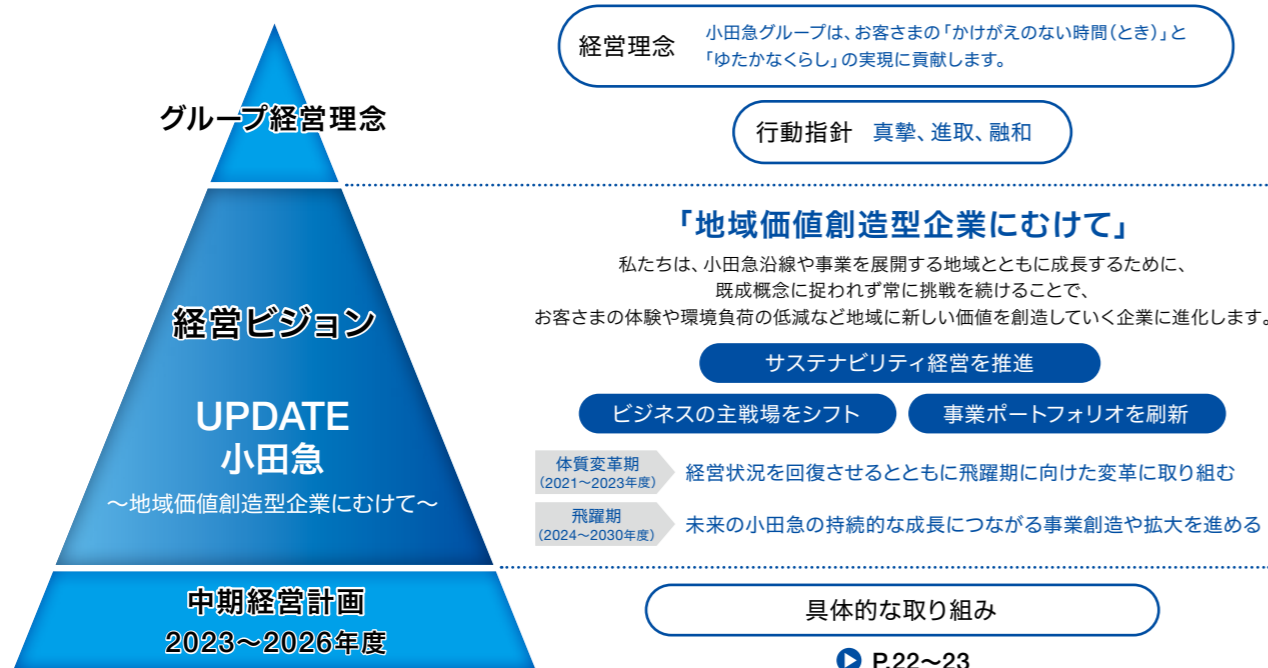 グループ経営理念
経営理念
小田急グループは、お客さまの「かけがえのない時間（とき）」と
「ゆたかなくらし」の実現に貢献します。
行動指針 真摯、進取、融和
経営ビジョン
UPDATE
小田急
～地域価値創造型企業にむけて～
「地域価値創造型企業にむけて」
私たちは、小田急沿線や事業を展開する地域とともに成長するために、
既成概念に捉われず常に挑戦を続けることで、
お客さまの体験や環境負荷の低減など地域に新しい価値を創造していく企業に進化します。
サステナビリティ経営を推進
ビジネスの主戦場をシフト
事業ポートフォリオを刷新
体質変革期
（2021～2023年度）
経営状況を回復させるとともに飛躍期に向けた変革に取り組む
飛躍期
（2024～2030年度）
未来の小田急の持続的な成長につながる事業創造や拡大を進める
中期経営計画
2023～2026年度
具体的な取り組み
P.22～23